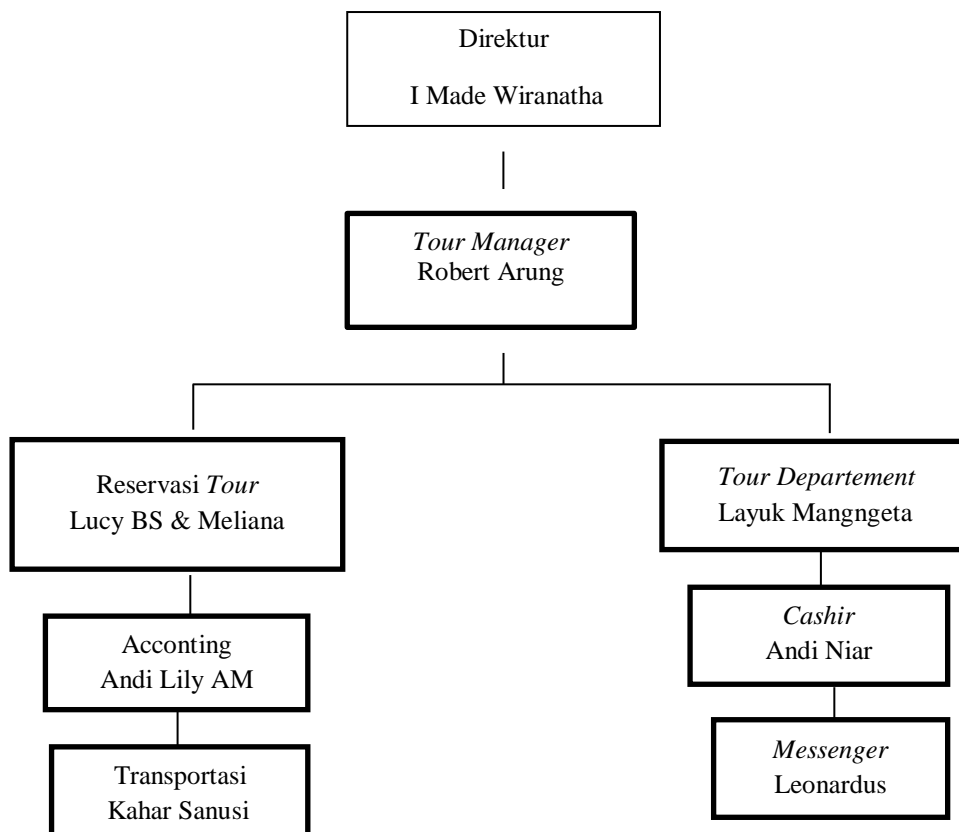 Direktur
I Made Wiranatha
Tour Manager
Robert Arung
Reservasi Tour
Lucy BS & Meliana
Tour Departement
Layuk Mangngeta
Acconting
Andi Lily AM
Cashir
Andi Niar
Transportasi
Kahar Sanusi
Messenger
Leonardus